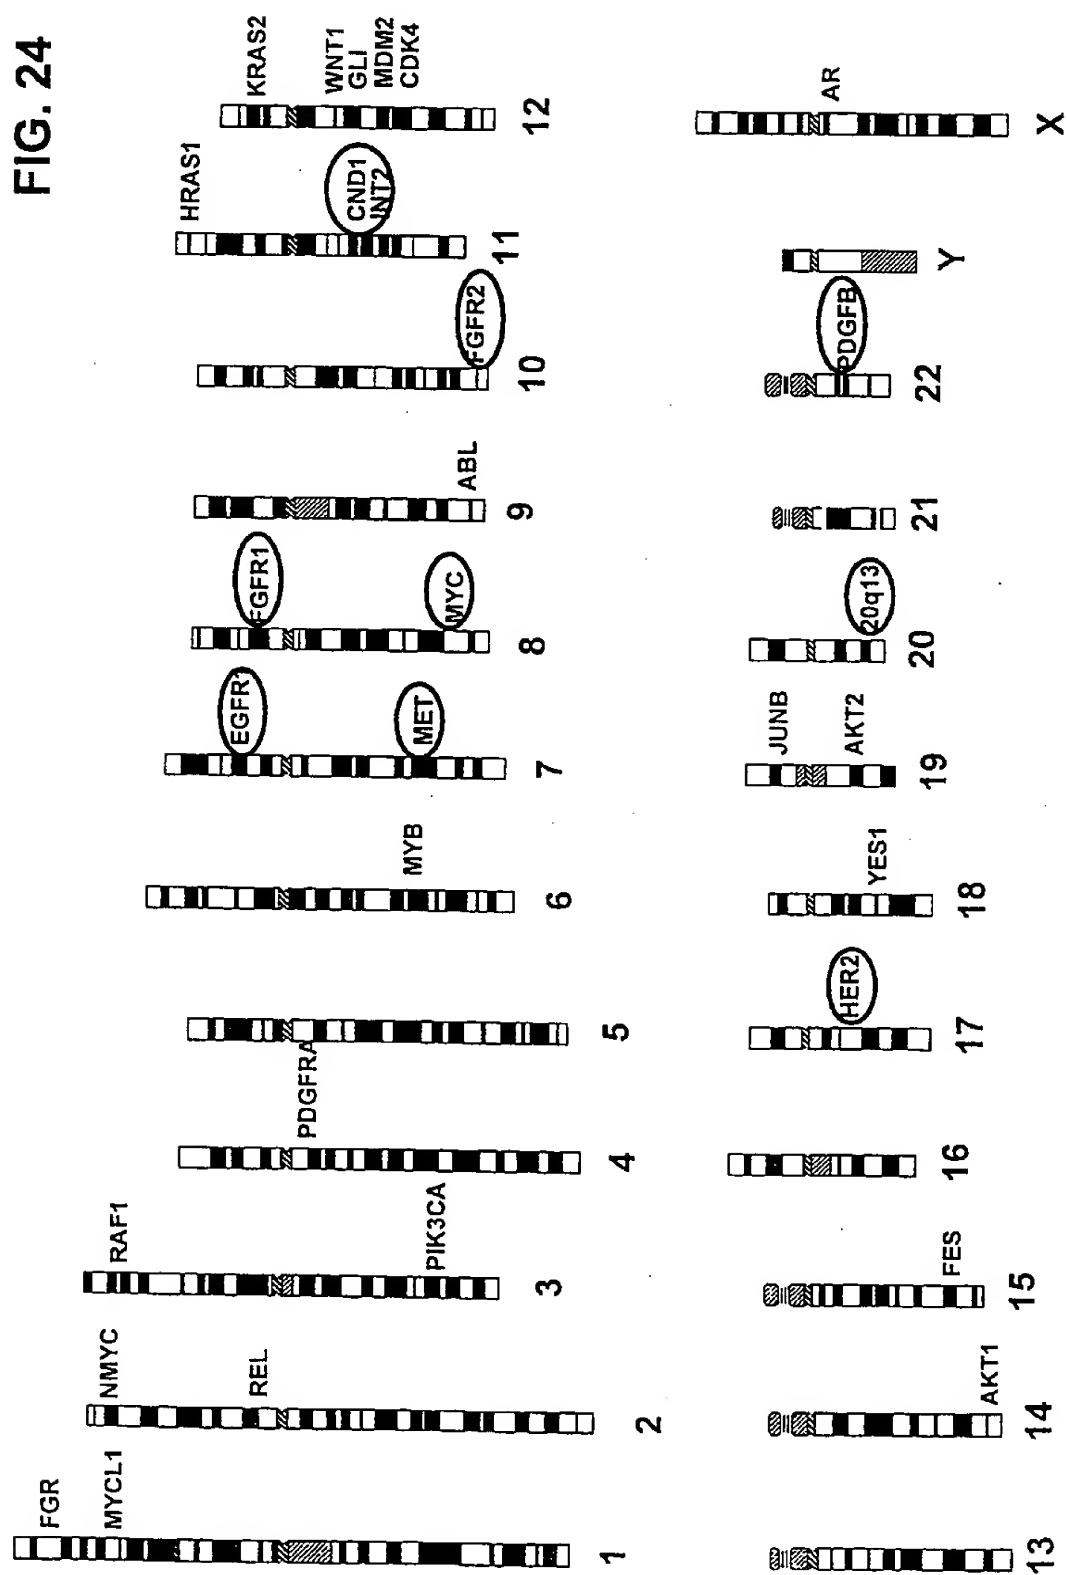 FIG. 24
FGR
MYCL1
1
NMYC
REL
2
RAF1
PIK3CA
3
PDGFRA
4
5
MYB
6
EGFR1
MET
7
FGFR1
MYC
8
ABL
9
FGFR2
10
HRAS1
CND1
INT2
11
KRAS2
WNT1
GLI
MDM2
CDK4
12
13
AKT1
14
FES
15
16
HER2
17
YES1
18
JUNB
AKT2
19
20q13
20
21
PDGFB
22
Y
AR
X